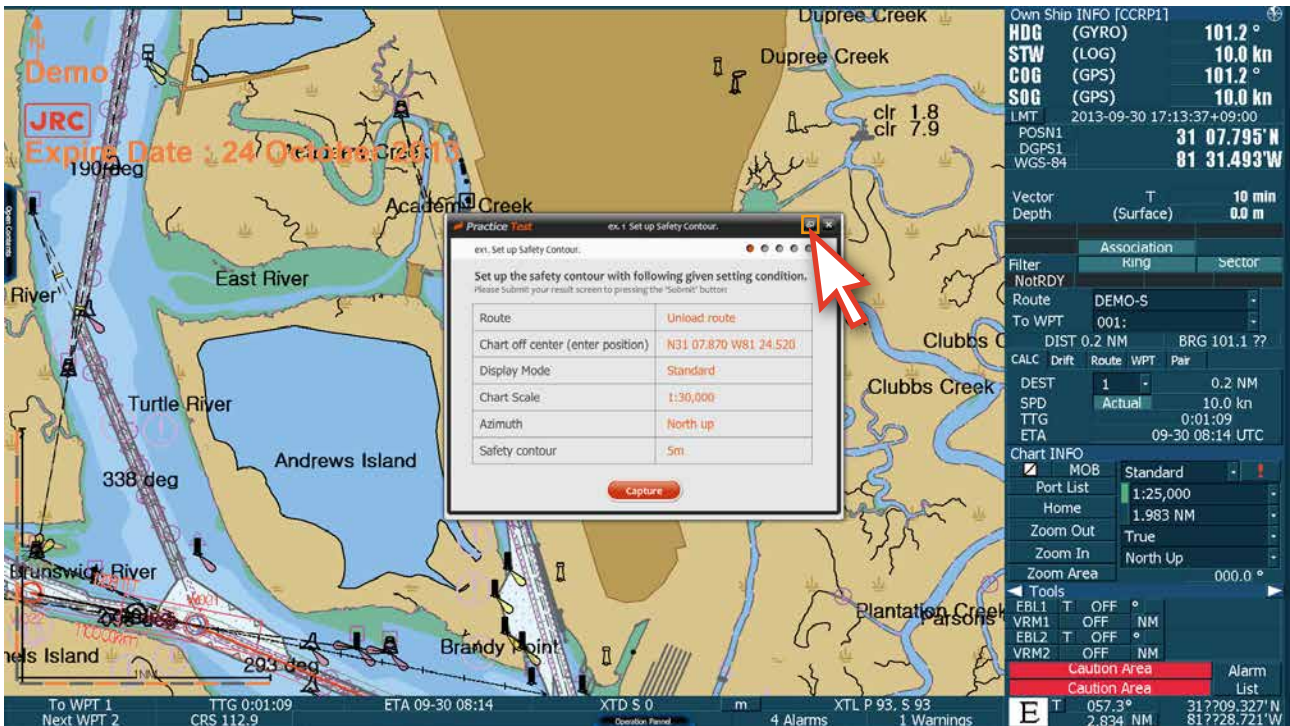 Dupree Creek
Dupree Creek
N
Demo
JRC
Expire Date : 24 October 2013
190 deg
clr 1.8
clr 7.9
Academy Creek
Open Contents
East River
River
Turtle River
Andrews Island
338 deg
Clubbs C
Clubbs Creek
Brunswick River
W001
293 deg
Brandy Point
Plantation Creek
Parsons
nels Island
1NM
Practice Test
ex. 1 Set up Safety Contour.
ex1. Set up Safety Contour.
Set up the safety contour with following given setting condition.
Please Submit your result screen to pressing the 'Submit' button
Route Unload route
Chart off center (enter position) N31 07.870 W81 24.520
Display Mode Standard
Chart Scale 1:30,000
Azimuth North up
Safety contour 5m
Capture
Own Ship INFO [CCRP1]
HDG (GYRO) 101.2 °
STW (LOG) 10.0 kn
COG (GPS) 101.2 °
SOG (GPS) 10.0 kn
LMT 2013-09-30 17:13:37+09:00
POSN1 31 07.795'N
DGPS1
WGS-84 81 31.493'W
Vector T 10 min
Depth (Surface) 0.0 m
Association
Filter Ring Sector
NotRDY
Route DEMO-S
To WPT 001:
DIST 0.2 NM BRG 101.1 ??
CALC Drift Route WPT Pair
DEST 1 0.2 NM
SPD Actual 10.0 kn
TTG 0:01:09
ETA 09-30 08:14 UTC
Chart INFO
MOB Standard !
Port List 1:25,000
Home 1.983 NM
Zoom Out True
Zoom In North Up
Zoom Area 000.0 °
Tools
EBL1 T OFF °
VRM1 OFF NM
EBL2 T OFF °
VRM2 OFF NM
Caution Area Alarm
Caution Area List
E T 057.3° 31??09.327'N
2.834 NM 81??28.721'W
To WPT 1 TTG 0:01:09 ETA 09-30 08:14 XTD S 0 m XTL P 93. S 93
Next WPT 2 CRS 112.9 Operation Pannel 4 Alarms 1 Warnings